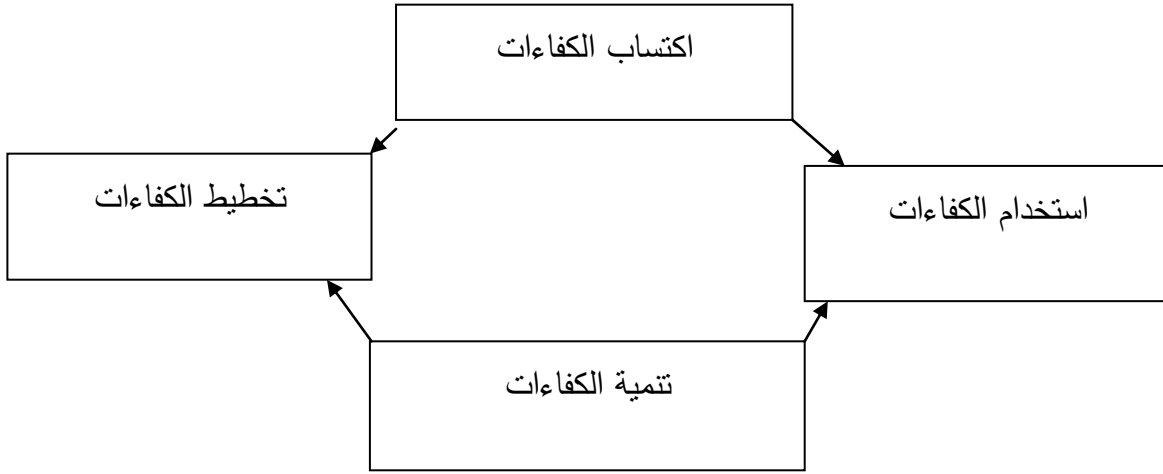 اكتساب الكفاءات
تخطيط الكفاءات
استخدام الكفاءات
تنمية الكفاءات